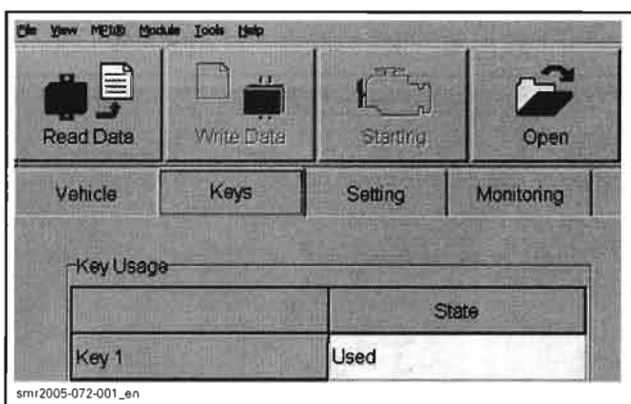 File View MPI® Module Tools Help
Read Data Write Data Starting Open
Vehicle Keys Setting Monitoring
Key Usage
State
Key 1 Used
smr2005-072-001_en